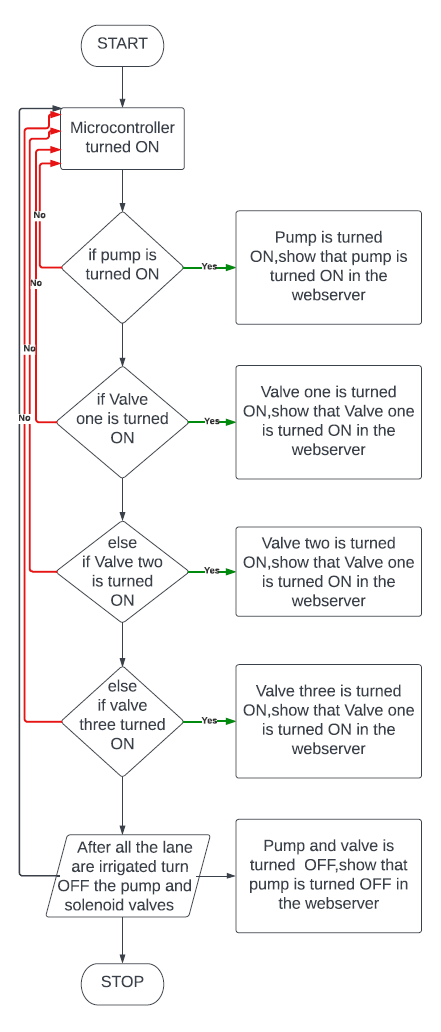 START
Microcontroller
turned ON
No
if pump is
turned ON
Yes
Pump is turned
ON,show that pump is
turned ON in the
webserver
No
if Valve
one is turned
ON
Yes
Valve one is turned
ON,show that Valve one
is turned ON in the
webserver
No
else
if Valve two
is turned
ON
Yes
Valve two is turned
ON,show that Valve one
is turned ON in the
webserver
No
else
if valve
three turned
ON
Yes
Valve three is turned
ON,show that Valve one
is turned ON in the
webserver
After all the lane
are irrigated turn
OFF the pump and
solenoid valves
Pump and valve is
turned OFF,show that
pump is turned OFF in
the webserver
STOP